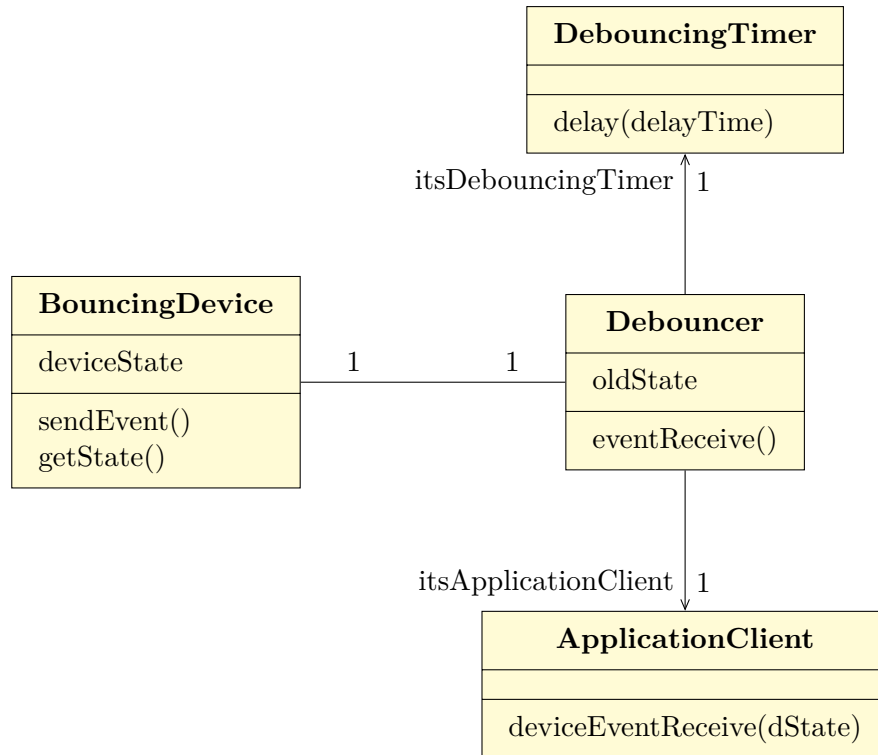 DebouncingTimer
delay(delayTime)
itsDebouncingTimer 1
BouncingDevice
deviceState
sendEvent()
getState()
1 1
Debouncer
oldState
eventReceive()
itsApplicationClient 1
ApplicationClient
deviceEventReceive(dState)